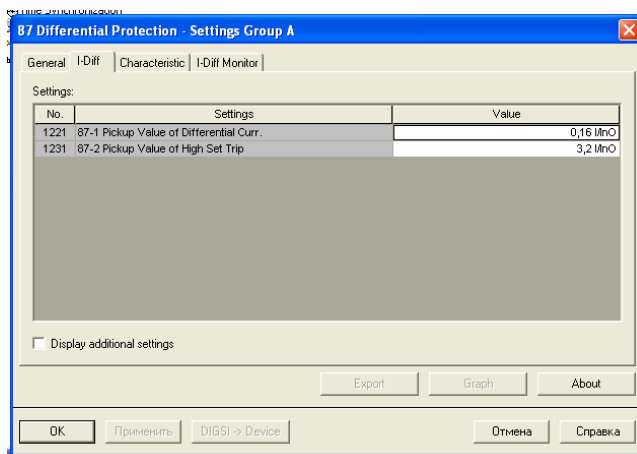 Time Synchronization
87 Differential Protection - Settings Group A
General I-Diff Characteristic I-Diff Monitor
Settings:
No. Settings Value
1221 87-1 Pickup Value of Differential Curr. 0,16 I/InO
1231 87-2 Pickup Value of High Set Trip 3,2 I/InO
Display additional settings
Export Graph About
OK Применить DIGSI -> Device Отмена Справка